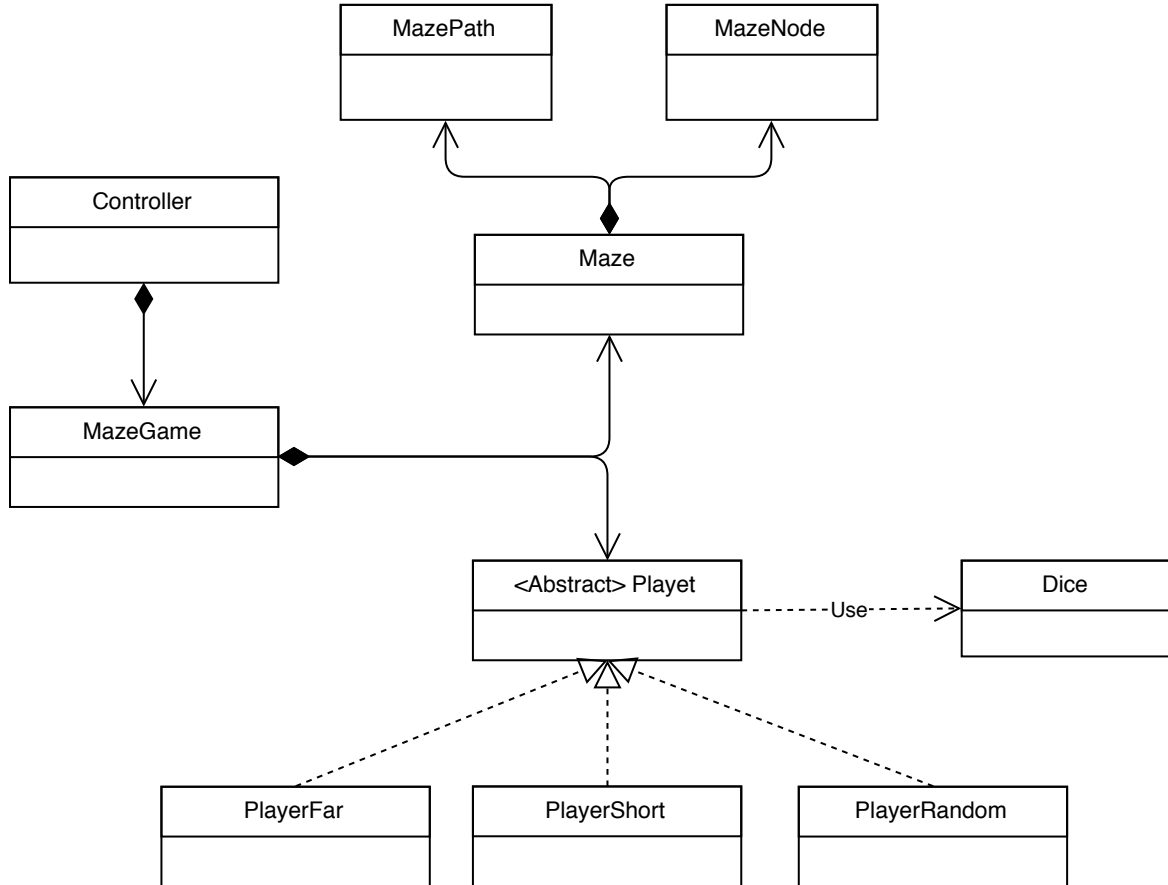 MazePath
MazeNode
Controller
Maze
MazeGame
<Abstract> Playet
Use
Dice
PlayerFar
PlayerShort
PlayerRandom